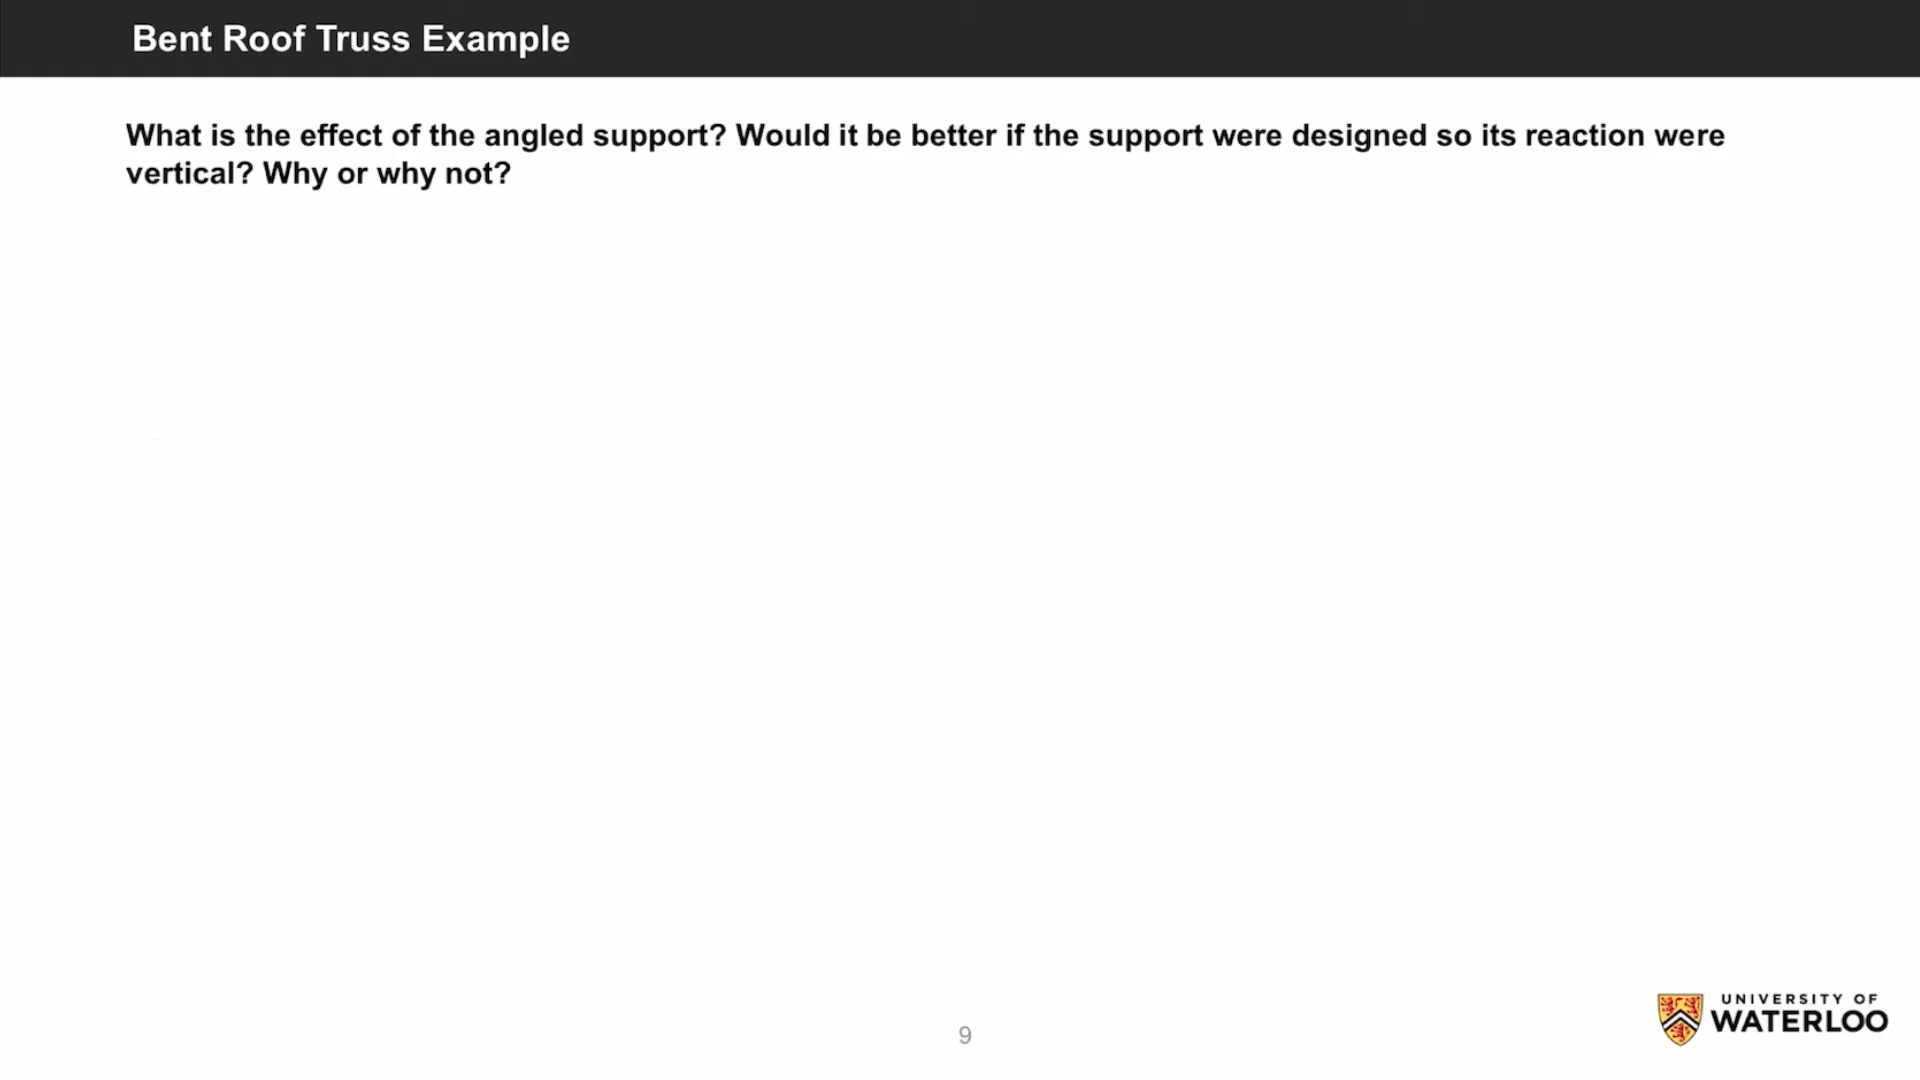 Bent Roof Truss Example
What is the effect of the angled support? Would it be better if the support were designed so its reaction were
vertical? Why or why not?
9
UNIVERSITY OF
WATERLOO